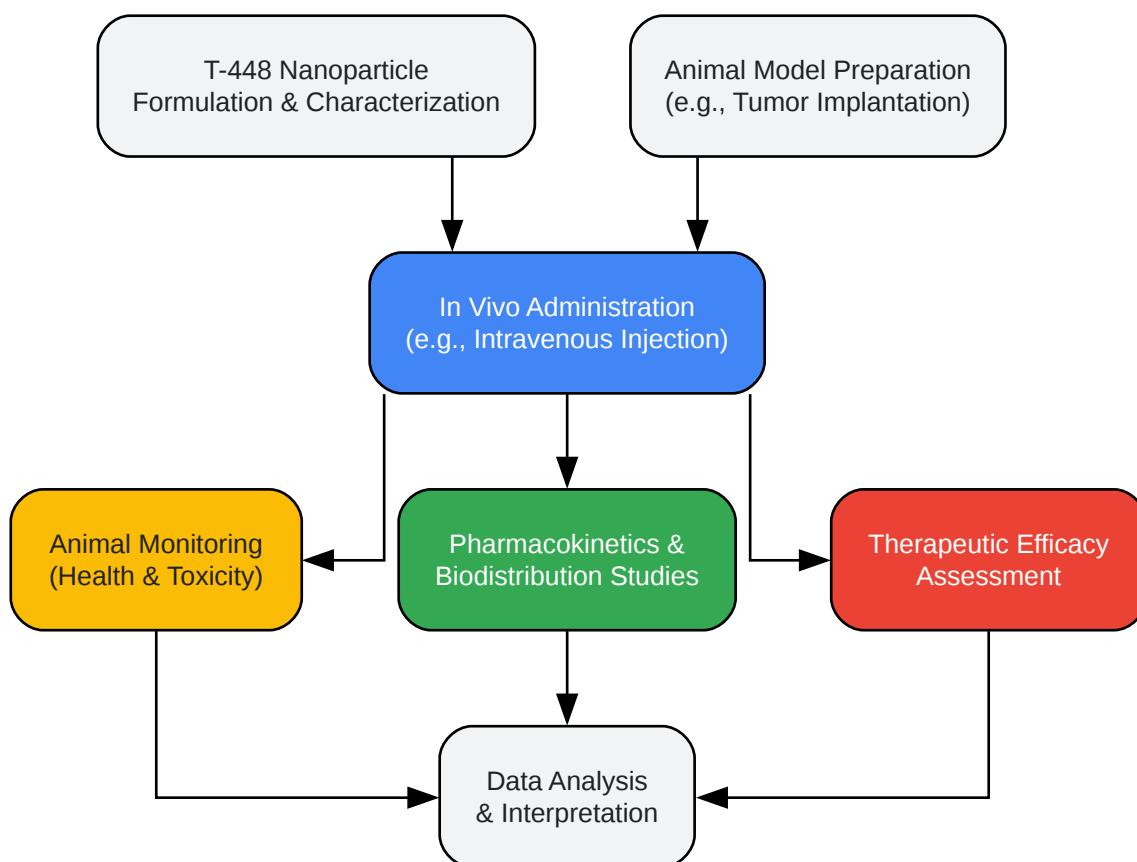 T-448 Nanoparticle
Formulation & Characterization
Animal Model Preparation
(e.g., Tumor Implantation)
In Vivo Administration
(e.g., Intravenous Injection)
Animal Monitoring
(Health & Toxicity)
Pharmacokinetics &
Biodistribution Studies
Therapeutic Efficacy
Assessment
Data Analysis
& Interpretation